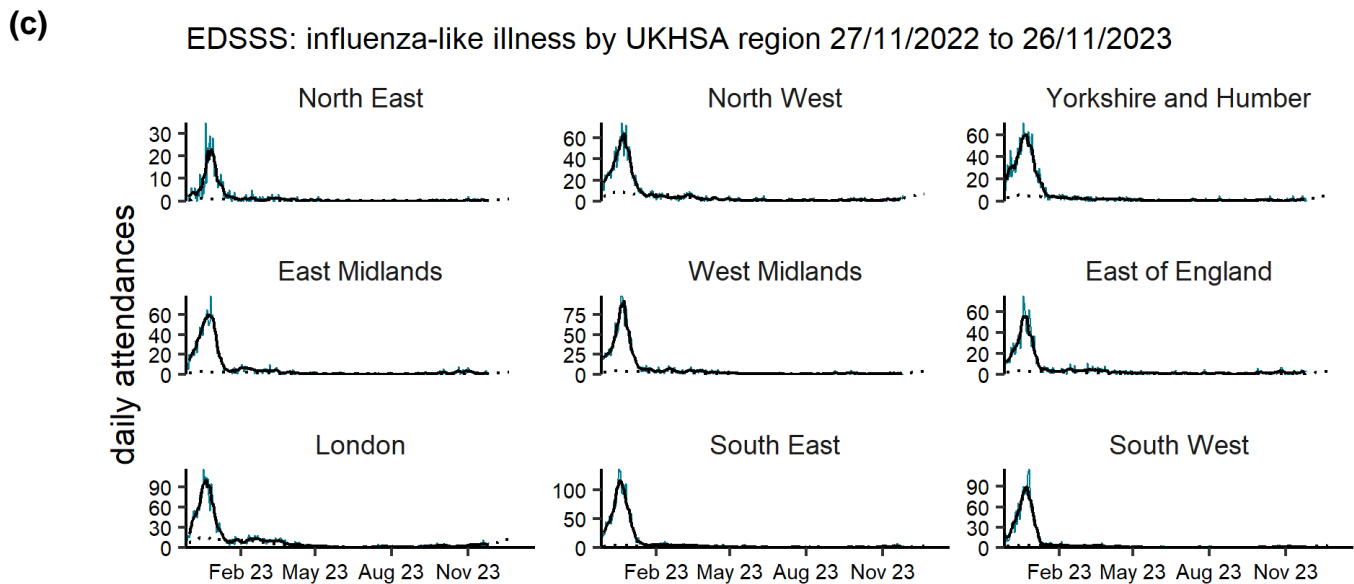 (c)
EDSSS: influenza-like illness by UKHSA region 27/11/2022 to 26/11/2023
daily attendances
North East
30
20
10
0
North West
60
40
20
0
Yorkshire and Humber
60
40
20
0
East Midlands
60
40
20
0
West Midlands
75
50
25
0
East of England
60
40
20
0
London
90
60
30
0
South East
100
50
0
South West
90
60
30
0
Feb 23 May 23 Aug 23 Nov 23
Feb 23 May 23 Aug 23 Nov 23
Feb 23 May 23 Aug 23 Nov 23